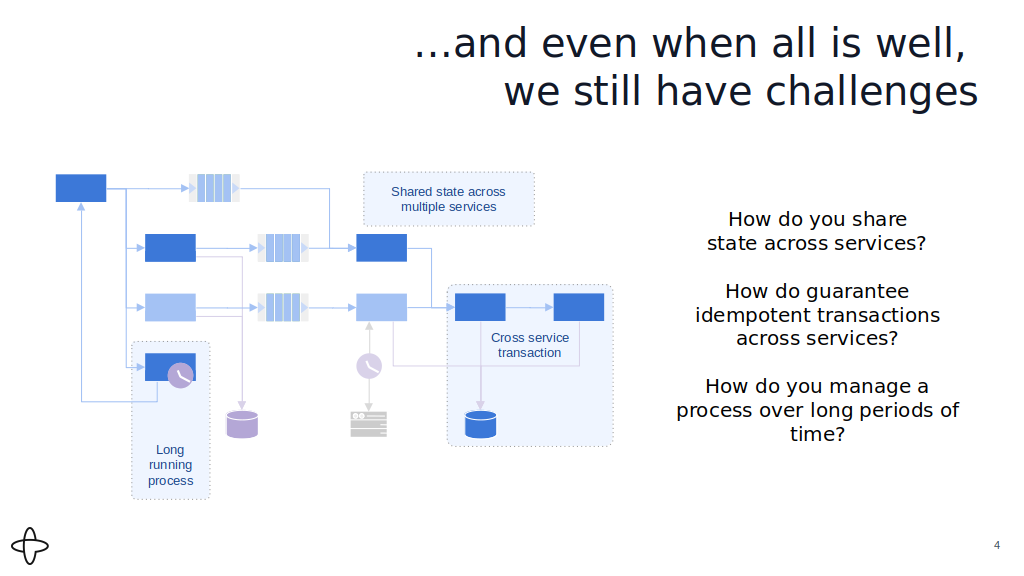 ...and even when all is well,
we still have challenges
Shared state across
multiple services
Cross service
transaction
Long
running
process
How do you share
state across services?
How do guarantee
idempotent transactions
across services?
How do you manage a
process over long periods of
time?
4